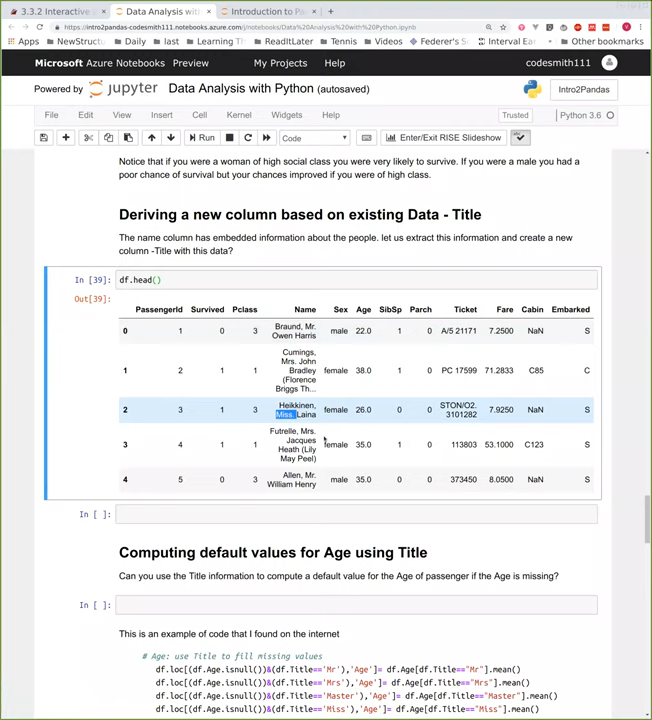 3.3.2 Interactive
Data Analysis wit
Introduction to Pa
https://intro2pandas-codesmith111.notebooks.azure.com/j/notebooks/Data%20Analysis%20with%20Python.ipynb
Apps
NewStructur
Daily
last
Learning Th
ReadItLater
Tennis
Videos
Federer's S
Interval Ea
Other bookmarks
Microsoft Azure Notebooks Preview
My Projects
Help
codesmith111
Powered by
jupyter
Data Analysis with Python (autosaved)
Intro2Pandas
File Edit View Insert Cell Kernel Widgets Help
Trusted
Python 3.6
Run
Code
Enter/Exit RISE Slideshow
Notice that if you were a woman of high social class you were very likely to survive. If you were a male you had a
poor chance of survival but your chances improved if you were of high class.
Deriving a new column based on existing Data - Title
The name column has embedded information about the people. let us extract this information and create a new
column -Title with this data?
In [39]: df.head()
Out[39]:
PassengerId Survived Pclass Name Sex Age SibSp Parch Ticket Fare Cabin Embarked
0 1 0 3 Braund, Mr. Owen Harris male 22.0 1 0 A/5 21171 7.2500 NaN S
1 2 1 1 Cumings, Mrs. John Bradley (Florence Briggs Th... female 38.0 1 0 PC 17599 71.2833 C85 C
2 3 1 3 Heikkinen, Miss. Laina female 26.0 0 0 STON/O2. 3101282 7.9250 NaN S
3 4 1 1 Futrelle, Mrs. Jacques Heath (Lily May Peel) female 35.0 1 0 113803 53.1000 C123 S
4 5 0 3 Allen, Mr. William Henry male 35.0 0 0 373450 8.0500 NaN S
In [ ]:
Computing default values for Age using Title
Can you use the Title information to compute a default value for the Age of passenger if the Age is missing?
In [ ]:
This is an example of code that I found on the internet
# Age: use Title to fill missing values
df.loc[(df.Age.isnull())&(df.Title=='Mr'),'Age']= df.Age[df.Title=="Mr"].mean()
df.loc[(df.Age.isnull())&(df.Title=='Mrs'),'Age']= df.Age[df.Title=="Mrs"].mean()
df.loc[(df.Age.isnull())&(df.Title=='Master'),'Age']= df.Age[df.Title=="Master"].mean()
df.loc[(df.Age.isnull())&(df.Title=='Miss'),'Age']= df.Age[df.Title=="Miss"].mean()